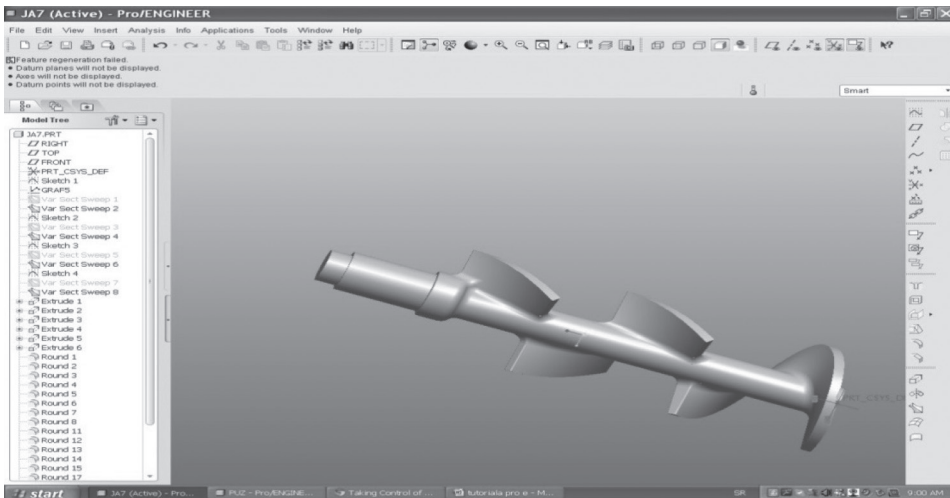 JA7 (Active) - Pro/ENGINEER
File Edit View Insert Analysis Info Applications Tools Window Help
Feature regeneration failed.
Datum planes will not be displayed.
Axes will not be displayed.
Datum points will not be displayed.
Smart
Model Tree
JA7.PRT
RIGHT
TOP
FRONT
PRT_CSYS_DEF
Sketch 1
GRAF5
Var Sect Sweep 1
Var Sect Sweep 2
Sketch 2
Var Sect Sweep 3
Var Sect Sweep 4
Sketch 3
Var Sect Sweep 5
Var Sect Sweep 6
Sketch 4
Var Sect Sweep 7
Var Sect Sweep 8
Extrude 1
Extrude 2
Extrude 3
Extrude 4
Extrude 5
Extrude 6
Round 1
Round 2
Round 3
Round 4
Round 5
Round 6
Round 7
Round 8
Round 11
Round 12
Round 13
Round 14
Round 15
Round 17
start JA7 (Active) - Pro... PUZ - Pro/ENGINE... Taking Control of ... tutoriala pro e - M... SR 9:00 AM